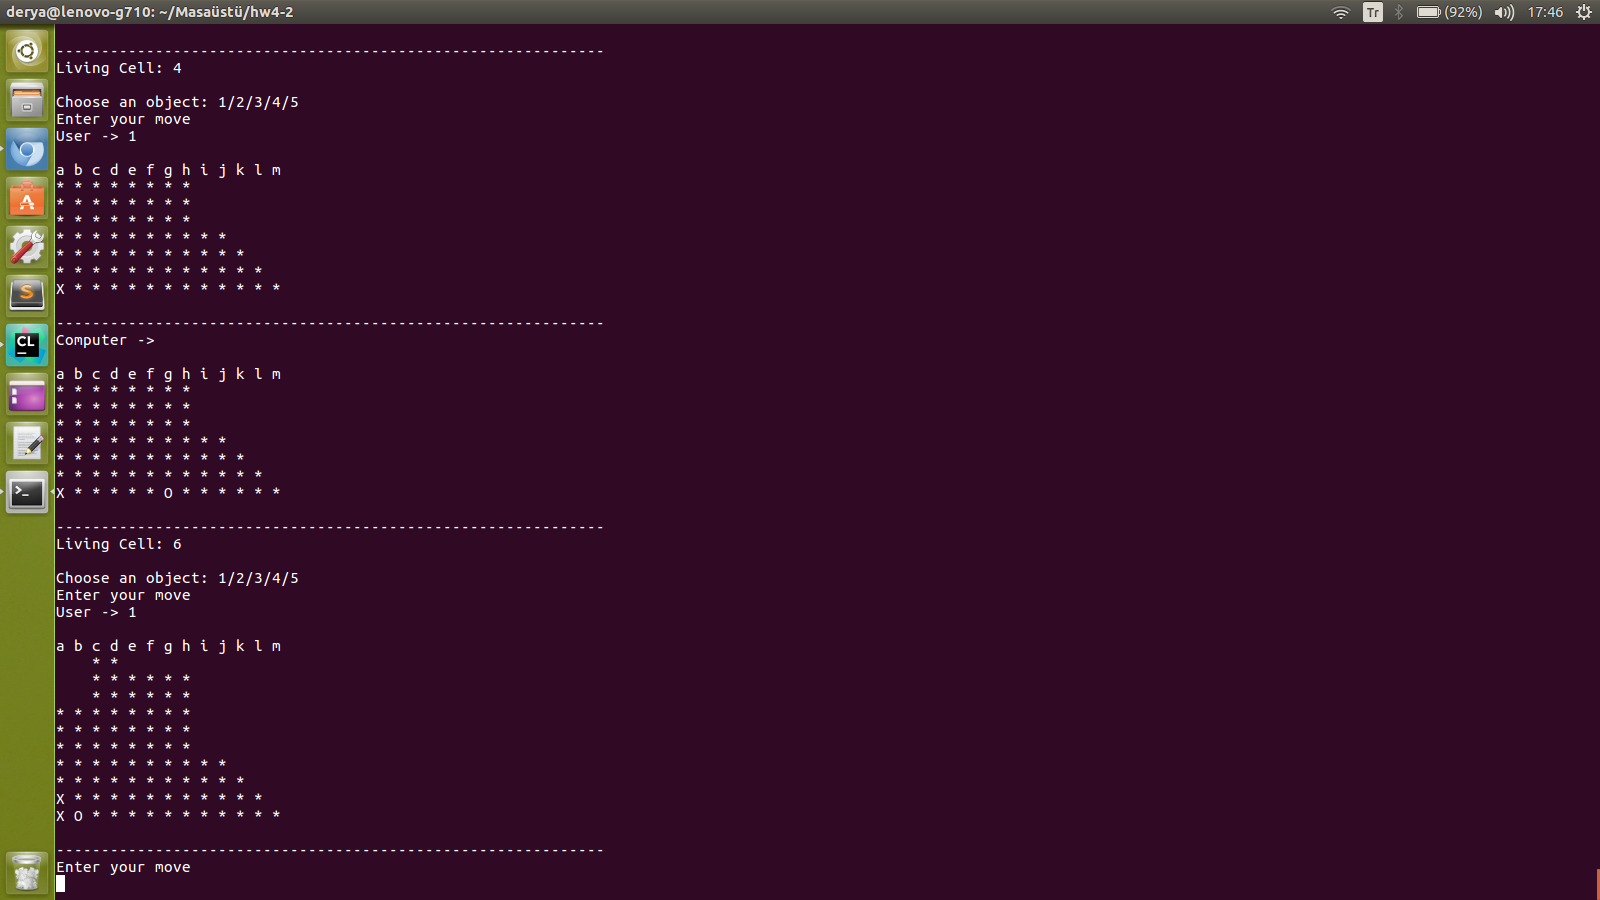 derya@lenovo-g710: ~/Masaüstü/hw4-2 Tr (92%) 17:46
-------------------------------------------------------------
Living Cell: 4
Choose an object: 1/2/3/4/5
Enter your move
User -> 1
a b c d e f g h i j k l m
* * * * * * * *
* * * * * * * *
* * * * * * * *
* * * * * * * * * *
* * * * * * * * * * *
* * * * * * * * * * * *
X * * * * * * * * * * * *
-------------------------------------------------------------
Computer ->
a b c d e f g h i j k l m
* * * * * * * *
* * * * * * * *
* * * * * * * *
* * * * * * * * * *
* * * * * * * * * * *
* * * * * * * * * * * *
X * * * * * O * * * * * *
-------------------------------------------------------------
Living Cell: 6
Choose an object: 1/2/3/4/5
Enter your move
User -> 1
a b c d e f g h i j k l m
    * *
    * * * * * *
    * * * * * *
* * * * * * * *
* * * * * * * *
* * * * * * * *
* * * * * * * * * *
* * * * * * * * * * *
X * * * * * * * * * * *
X O * * * * * * * * * * *
-------------------------------------------------------------
Enter your move